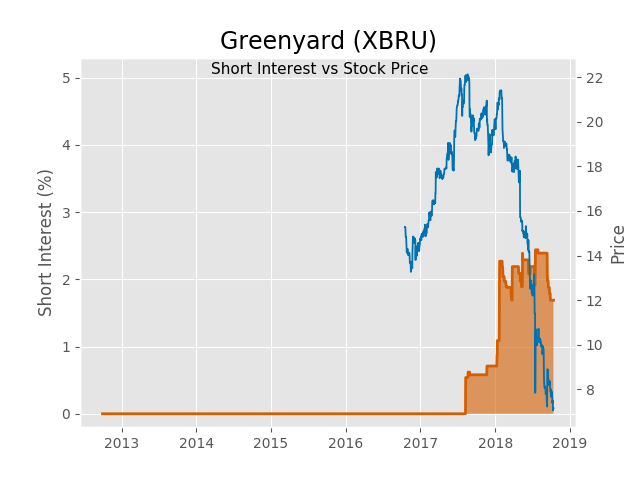 Greenyard (XBRU)
Short Interest vs Stock Price
Short Interest (%)
5
4
3
2
1
0
22
20
18
16
14
12
10
8
Price
2013 2014 2015 2016 2017 2018 2019